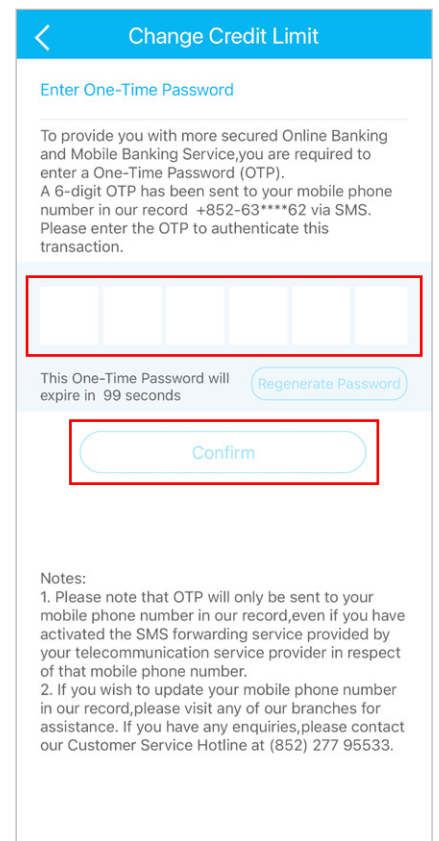 Change Credit Limit
Enter One-Time Password
To provide you with more secured Online Banking
and Mobile Banking Service,you are required to
enter a One-Time Password (OTP).
A 6-digit OTP has been sent to your mobile phone
number in our record  +852-63****62 via SMS.
Please enter the OTP to authenticate this
transaction.
This One-Time Password will
expire in  99 seconds
Regenerate Password
Confirm
Notes:
1. Please note that OTP will only be sent to your
mobile phone number in our record,even if you have
activated the SMS forwarding service provided by
your telecommunication service provider in respect
of that mobile phone number.
2. If you wish to update your mobile phone number
in our record,please visit any of our branches for
assistance. If you have any enquiries,please contact
our Customer Service Hotline at (852) 277 95533.